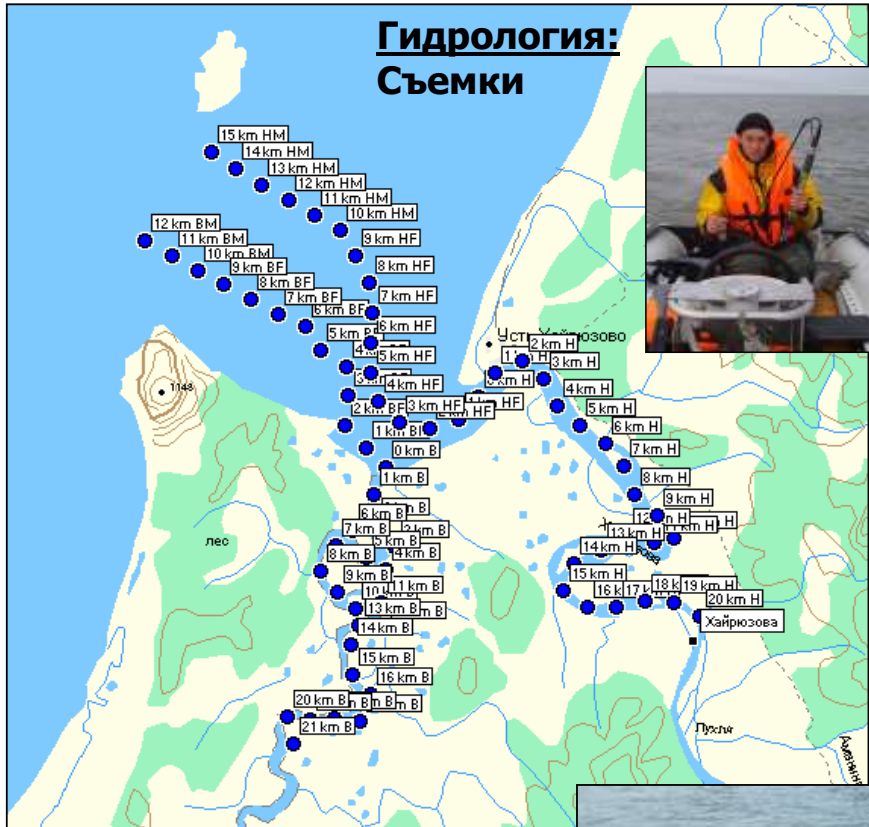 Гидрология:
Съемки
15 km HM
14 km HM
13 km HM
12 km HM
11 km HM
10 km HM
9 km HF
8 km HF
7 km HF
6 km HF
5 km HF
4 km HF
3 km HF
12 km BM
11 km BM
10 km BM
9 km BF
8 km BF
7 km BF
6 km BF
5 km BF
2 km BF
1148
лес
2 km H
3 km H
4 km H
5 km H
6 km H
7 km H
8 km H
9 km H
13 km H
14 km H
15 km H
19 km H
20 km H
Хайрюзова
0 km B
1 km B
6 km B
7 km B
8 km B
9 km B
11 km B
13 km B
14 km B
15 km B
16 km B
20 km B
21 km B